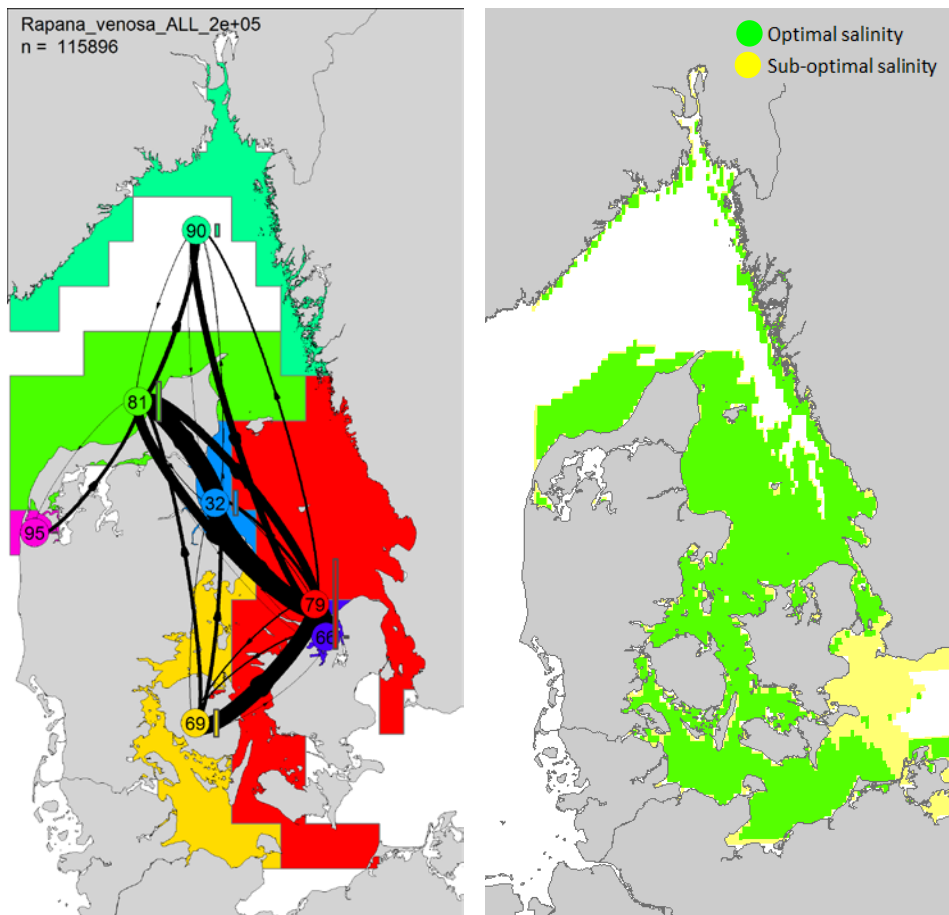 Rapana_venosa_ALL_2e+05
n = 115896
Optimal salinity
Sub-optimal salinity
90
81
32
95
79
66
69